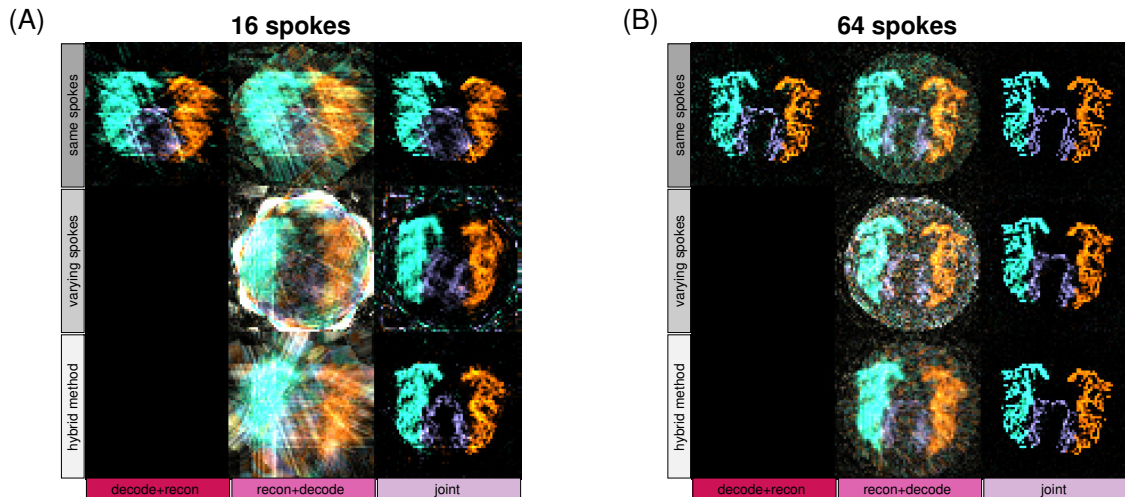 (A)
16 spokes
same spokes
varying spokes
hybrid method
decode+recon
recon+decode
joint
(B)
64 spokes
same spokes
varying spokes
hybrid method
decode+recon
recon+decode
joint